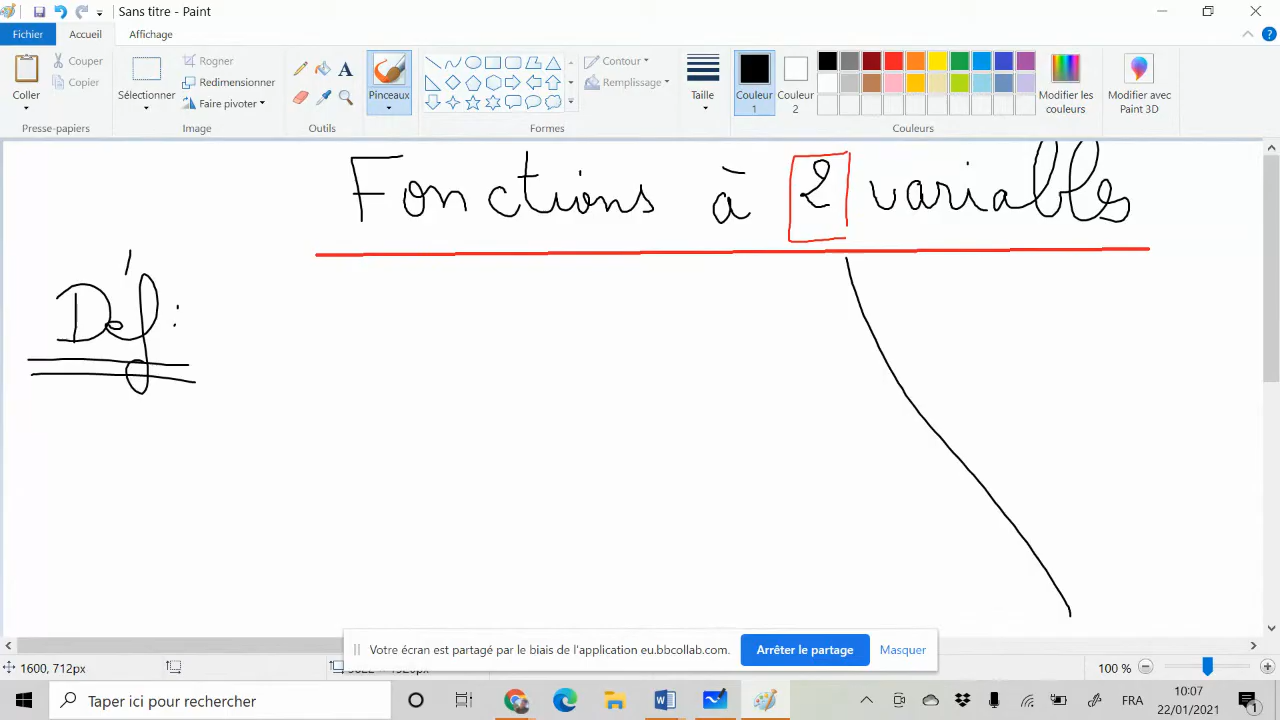 Sans titre - Paint
Fichier Accueil Affichage
Coller
Couper
Copier
Presse-papiers
Sélectionner
Rogner
Redimensionner
Faire pivoter
Image
A
Outils
Pinceaux
Contour
Remplissage
Formes
Taille
Couleur 1
Couleur 2
Couleurs
Modifier les couleurs
Modifier avec Paint 3D
Fonctions à 2 variables
Déf :
Votre écran est partagé par le biais de l'application eu.bbcollab.com. Arrêter le partage Masquer
1600, 712px
100 %
Taper ici pour rechercher
FRA
10:07
22/01/2021
1